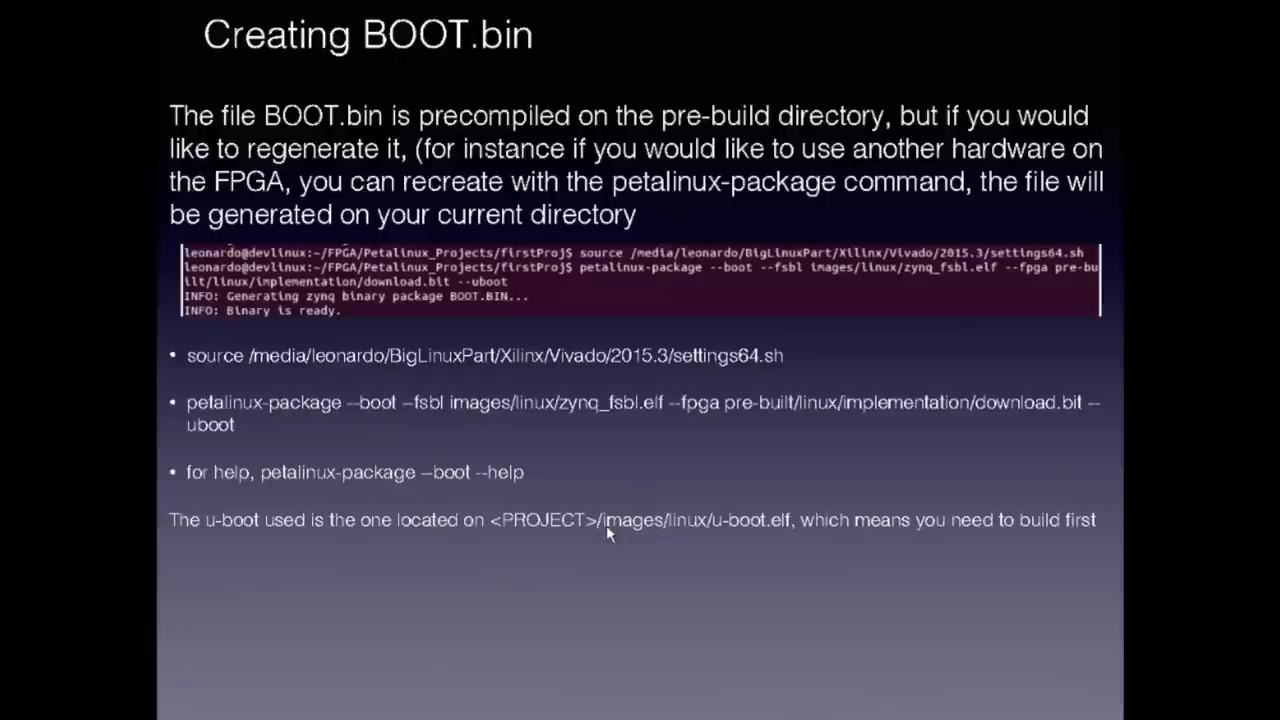 Creating BOOT.bin
The file BOOT.bin is precompiled on the pre-build directory, but if you would
like to regenerate it, (for instance if you would like to use another hardware on
the FPGA, you can recreate with the petalinux-package command, the file will
be generated on your current directory
leonardo@devlinux:~/FPGA/Petalinux_Projects/firstProj$ source /media/leonardo/BigLinuxPart/Xilinx/Vivado/2015.3/settings64.sh
leonardo@devlinux:~/FPGA/Petalinux_Projects/firstProj$ petalinux-package --boot --fsbl images/linux/zynq_fsbl.elf --fpga pre-bu
ilt/linux/implementation/download.bit --uboot
INFO: Generating zynq binary package BOOT.BIN...
INFO: Binary is ready.
• source /media/leonardo/BigLinuxPart/Xilinx/Vivado/2015.3/settings64.sh
• petalinux-package --boot –fsbl images/linux/zynq_fsbl.elf --fpga pre-built/linux/implementation/download.bit --
uboot
• for help, petalinux-package –boot --help
The u-boot used is the one located on <PROJECT>/images/linux/u-boot.elf, which means you need to build first